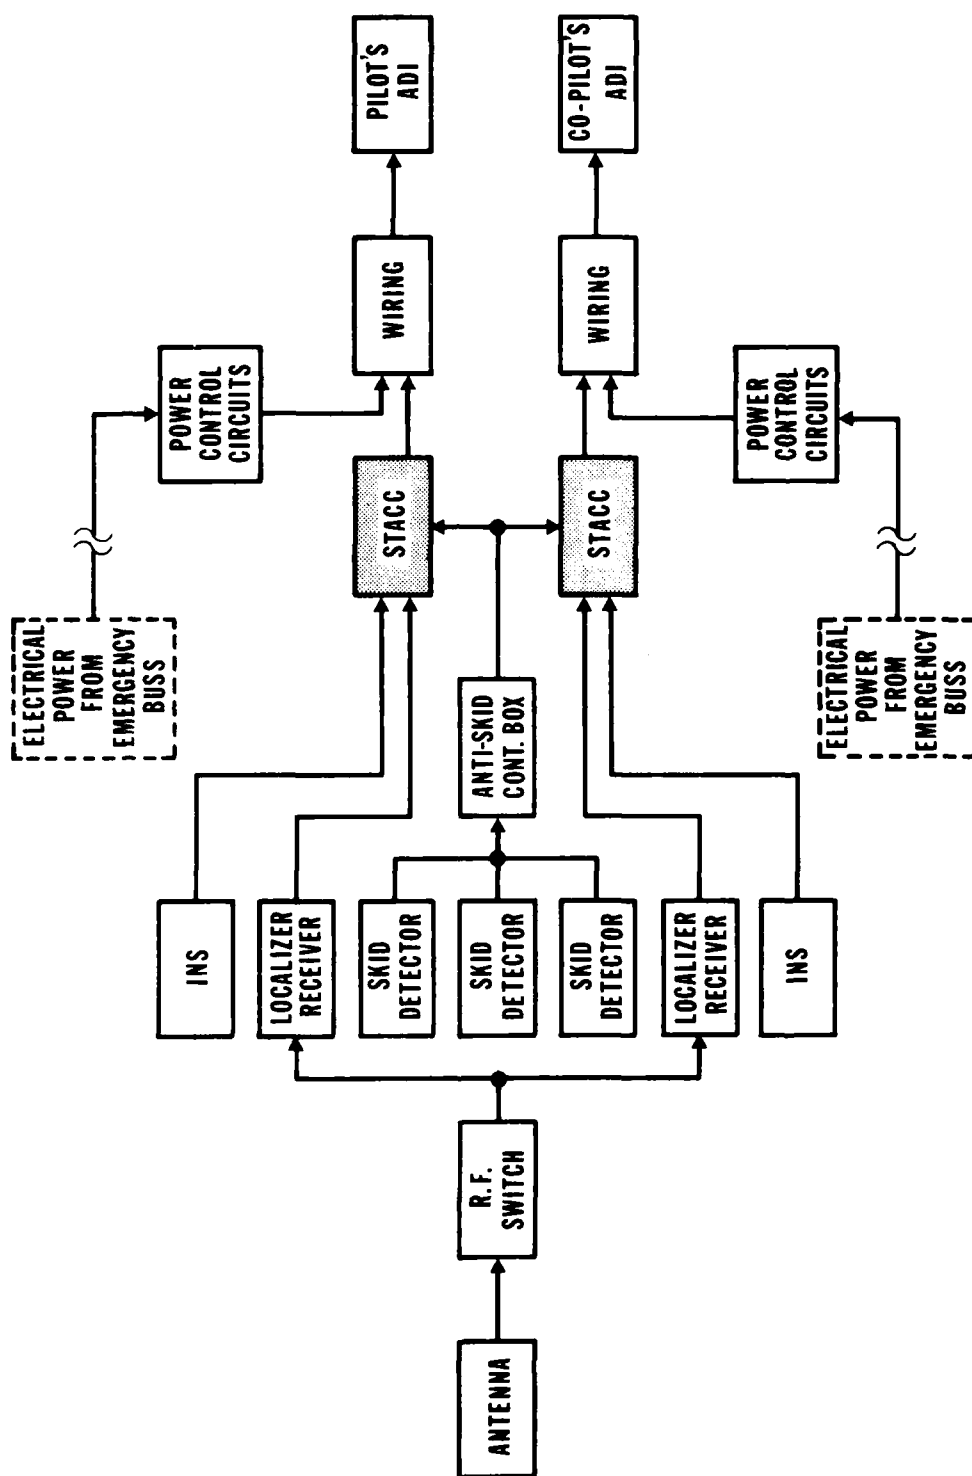 ELECTRICAL
POWER
FROM
EMERGENCY
BUSS
POWER
CONTROL
CIRCUITS
INS
LOCALIZER
RECEIVER
STACC
WIRING
PILOT'S
ADI
SKID
DETECTOR
ANTENNA
R.F.
SWITCH
SKID
DETECTOR
ANTI-SKID
CONT. BOX
SKID
DETECTOR
STACC
WIRING
CO-PILOT'S
ADI
LOCALIZER
RECEIVER
INS
POWER
CONTROL
CIRCUITS
ELECTRICAL
POWER
FROM
EMERGENCY
BUSS